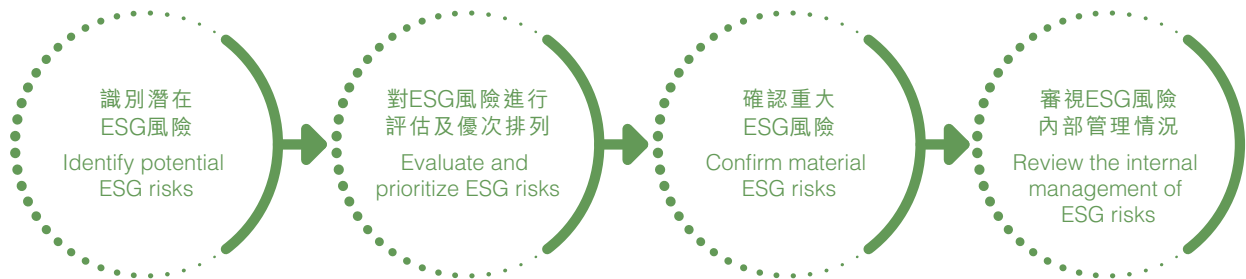 識別潛在
ESG風險
Identify potential
ESG risks
對ESG風險進行
評估及優次排列
Evaluate and
prioritize ESG risks
確認重大
ESG風險
Confirm material
ESG risks
審視ESG風險
內部管理情況
Review the internal
management of
ESG risks